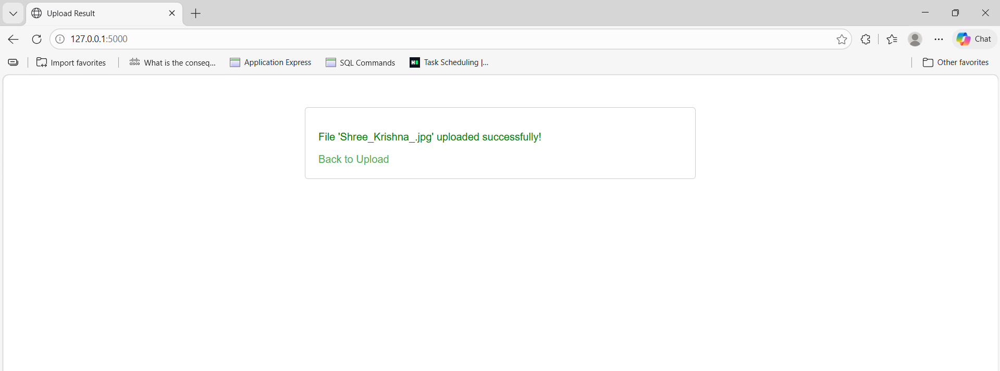 Upload Result
127.0.0.1:5000
Chat
Import favorites
cisco What is the conseq...
Application Express
SQL Commands
H Task Scheduling |...
Other favorites
File 'Shree_Krishna_.jpg' uploaded successfully!
Back to Upload